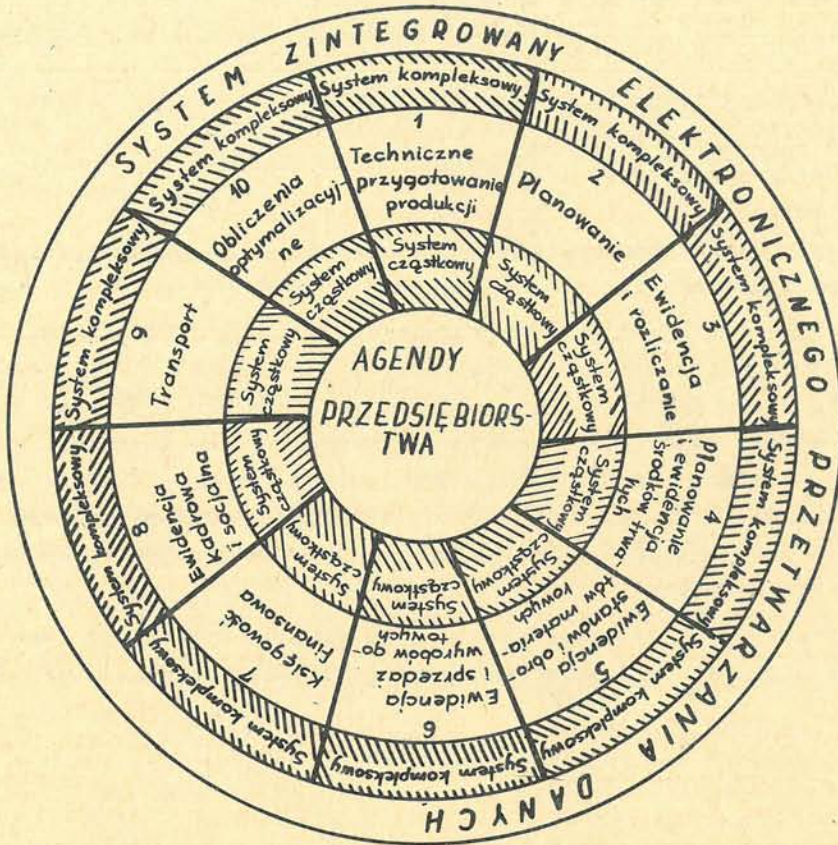 SYSTEM ZINTEGROWANY ELEKTRONICZNEGO PRZETWARZANIA DANYCH
System kompleksowy
1
Techniczne
przygotowanie
produkcji
System
cząstkowy
System kompleksowy
2
Planowanie
System
cząstkowy
System kompleksowy
3
Ewidencja
i rozliczanie
System
cząstkowy
System kompleksowy
4
Planowanie
i ewidencja
środków trwa-
łych
System
cząstkowy
System kompleksowy
5
Ewidencja
stanów i obro-
tów materia-
łowych
System
cząstkowy
System kompleksowy
6
Ewidencja
i sprzedaż
wyrobów go-
towych
System
cząstkowy
System kompleksowy
7
Księgowość
finansowa
System
cząstkowy
System kompleksowy
8
Ewidencja
kadrowa
i socjalna
System
cząstkowy
System kompleksowy
9
Transport
System
cząstkowy
System kompleksowy
10
Obliczenia
optymalizacyj-
ne
System
cząstkowy
AGENDY
PRZEDSIĘBIORS-
TWA